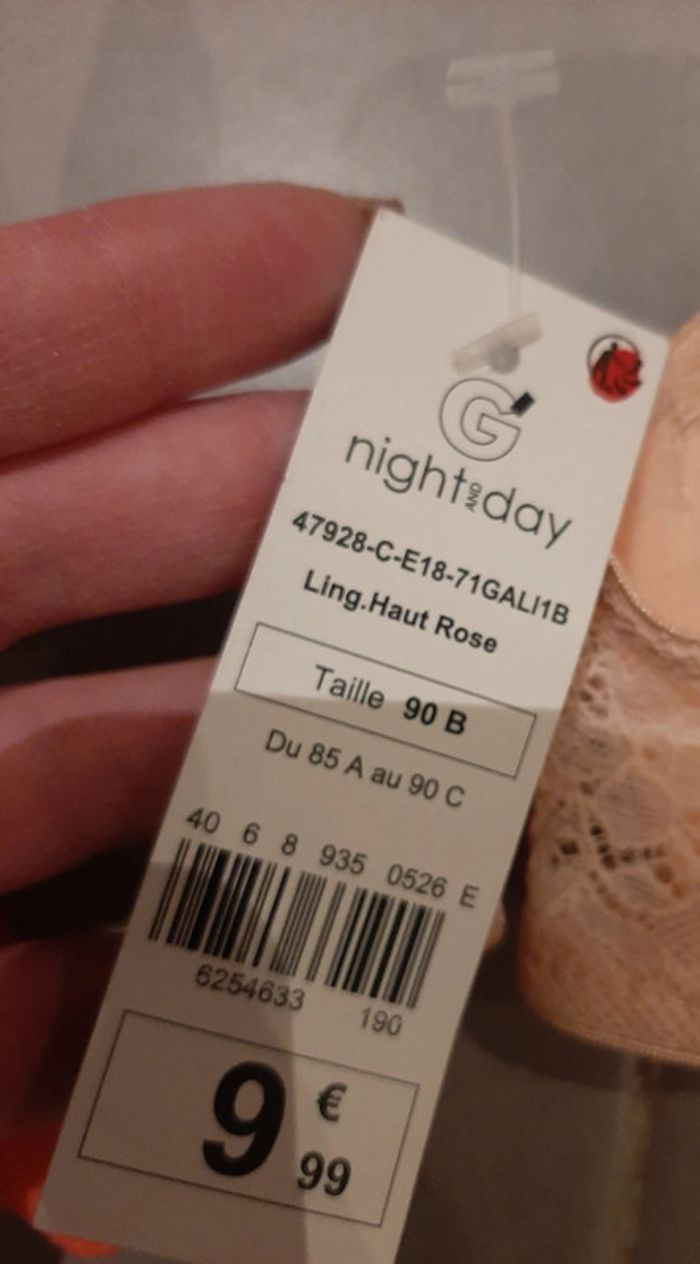 G
night AND day
47928-C-E18-71GALI1B
Ling.Haut Rose
Taille 90 B
Du 85 A au 90 C
40 6 8 935 0526 E
6254633 190
9 € 99